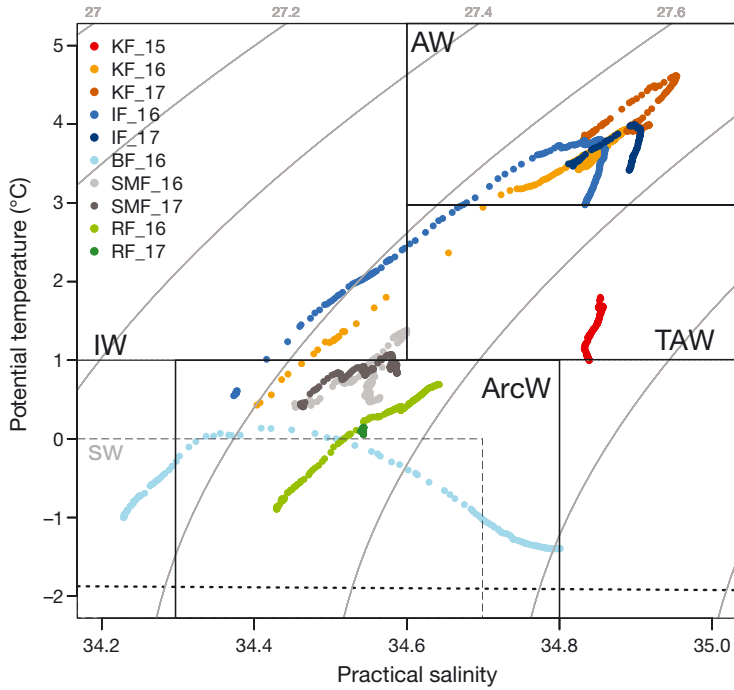 27 27.2 27.4 27.6
AW
KF_15
KF_16
KF_17
IF_16
IF_17
BF_16
SMF_16
SMF_17
RF_16
RF_17
IW
TAW
ArcW
SW
5
4
3
2
1
0
−1
−2
Potential temperature (°C)
34.2 34.4 34.6 34.8 35.0
Practical salinity